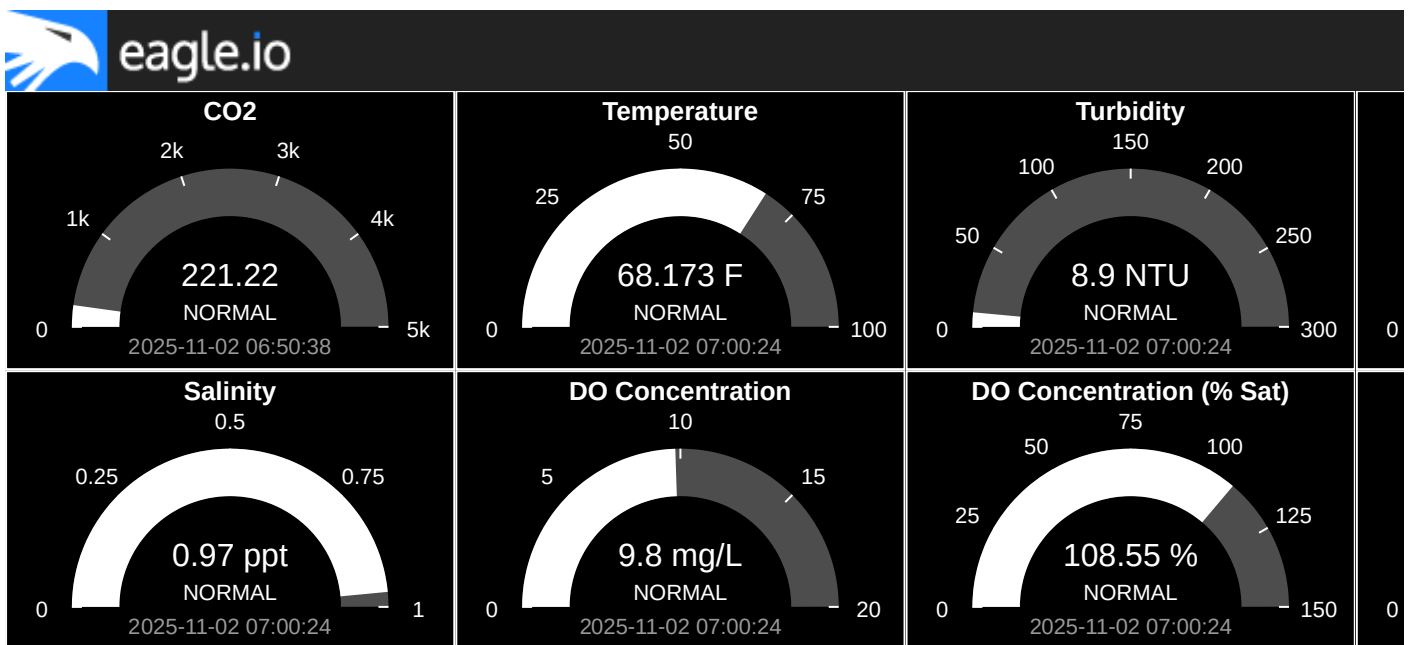 eagle.io
CO2
2k
3k
1k
4k
0
5k
221.22
NORMAL
2025-11-02 06:50:38
Temperature
50
25
75
0
100
68.173 F
NORMAL
2025-11-02 07:00:24
Turbidity
150
100
200
50
250
0
300
8.9 NTU
NORMAL
2025-11-02 07:00:24
0
Salinity
0.5
0.25
0.75
0
1
0.97 ppt
NORMAL
2025-11-02 07:00:24
DO Concentration
10
5
15
0
20
9.8 mg/L
NORMAL
2025-11-02 07:00:24
DO Concentration (% Sat)
75
50
100
25
125
0
150
108.55 %
NORMAL
2025-11-02 07:00:24
0